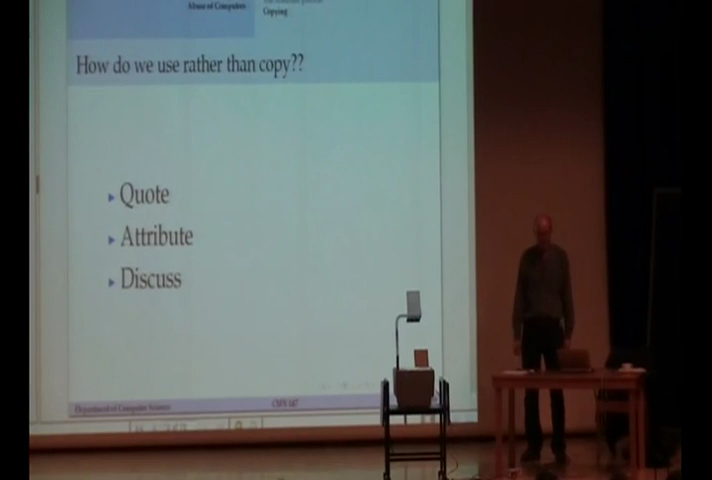 Abuse of Computers
Copying
How do we use rather than copy??
Quote
Attribute
Discuss
Department of Computer Science